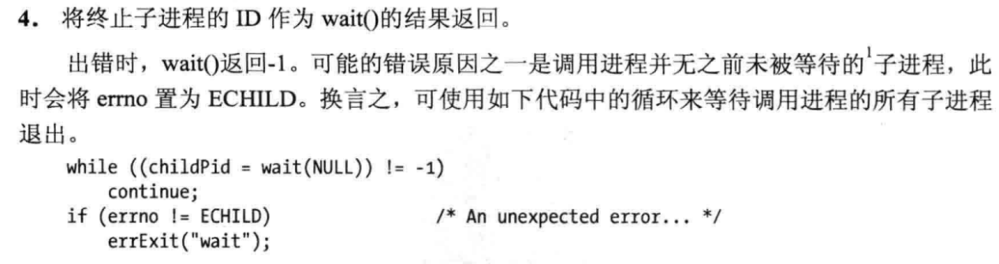 4. 将终止子进程的 ID 作为 wait()的结果返回。
出错时，wait()返回-1。可能的错误原因之一是调用进程并无之前未被等待的¹子进程，此
时会将 errno 置为 ECHILD。换言之，可使用如下代码中的循环来等待调用进程的所有子进程
退出。
while ((childPid = wait(NULL)) != -1)
    continue;
if (errno != ECHILD)                /* An unexpected error... */
    errExit("wait");